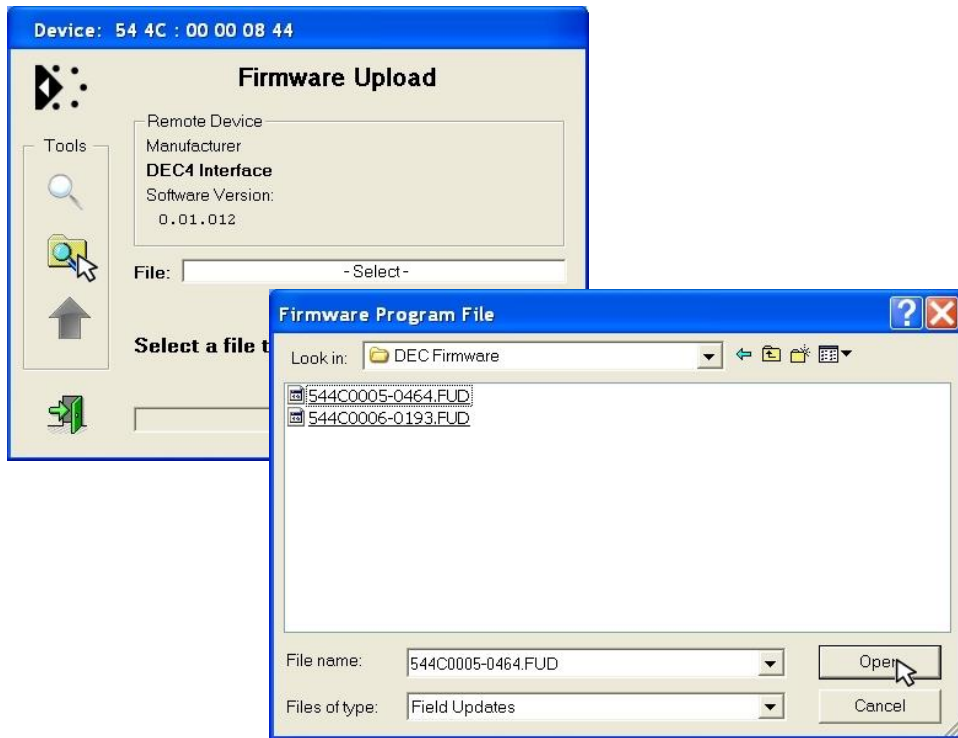 Device: 54 4C : 00 00 08 44
Firmware Upload
Tools
Remote Device
Manufacturer
DEC4 Interface
Software Version:
0.01.012
File: - Select -
Select a file t
Firmware Program File
Look in: DEC Firmware
544C0005-0464.FUD
544C0006-0193.FUD
File name: 544C0005-0464.FUD
Open
Files of type: Field Updates
Cancel